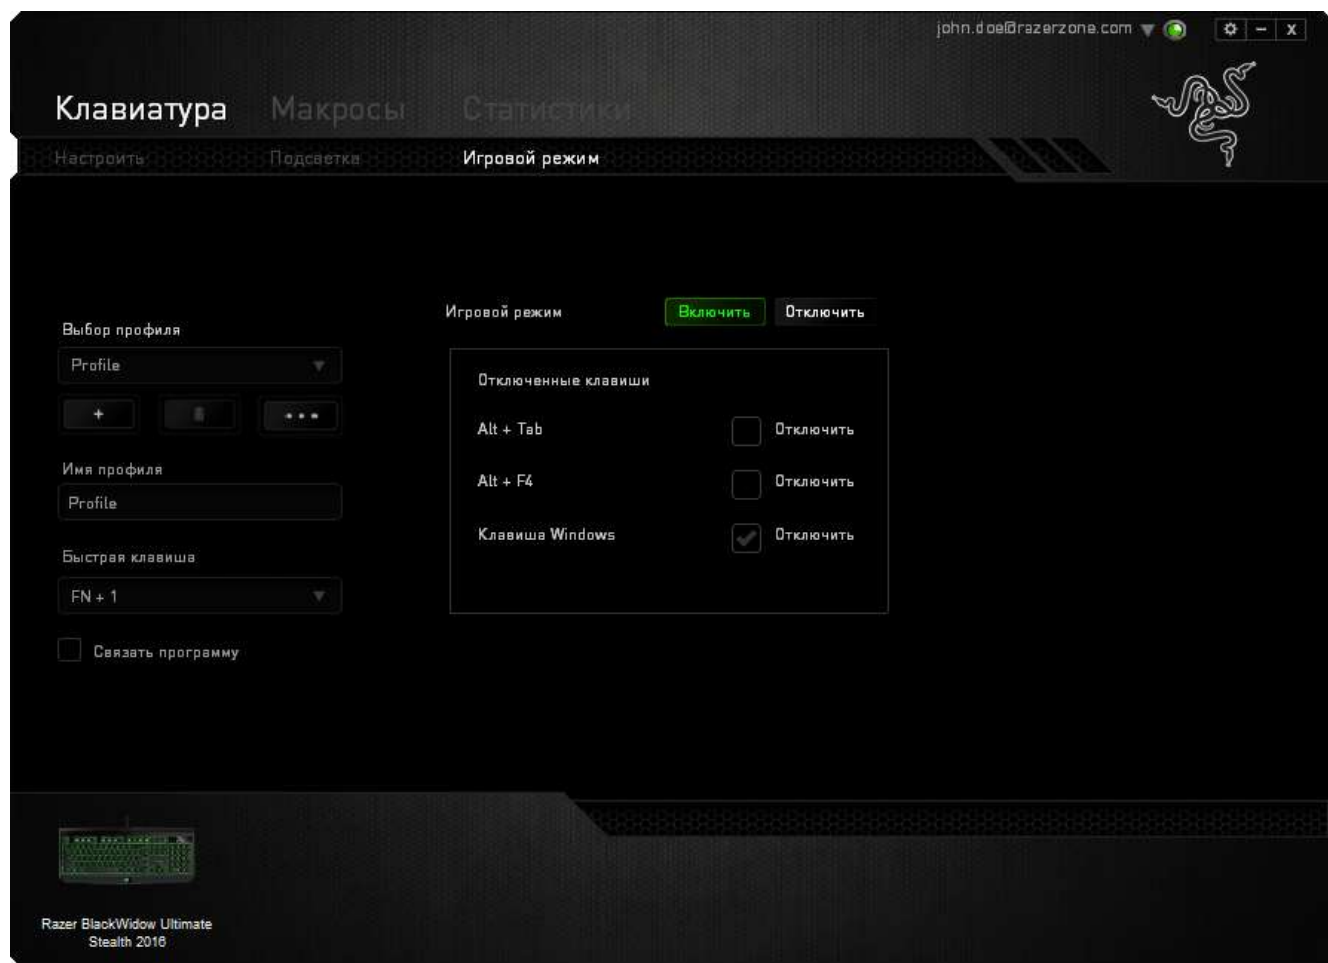 john.doe@razerzone.com
Клавиатура Макросы Статистики
Настроить Подсветка Игровой режим
Игровой режим Включить Отключить
Выбор профиля
Profile
Отключенные клавиши
Alt + Tab Отключить
Имя профиля
Alt + F4 Отключить
Profile
Клавиша Windows Отключить
Быстрая клавиша
FN + 1
Связать программу
Razer BlackWidow Ultimate
Stealth 2016